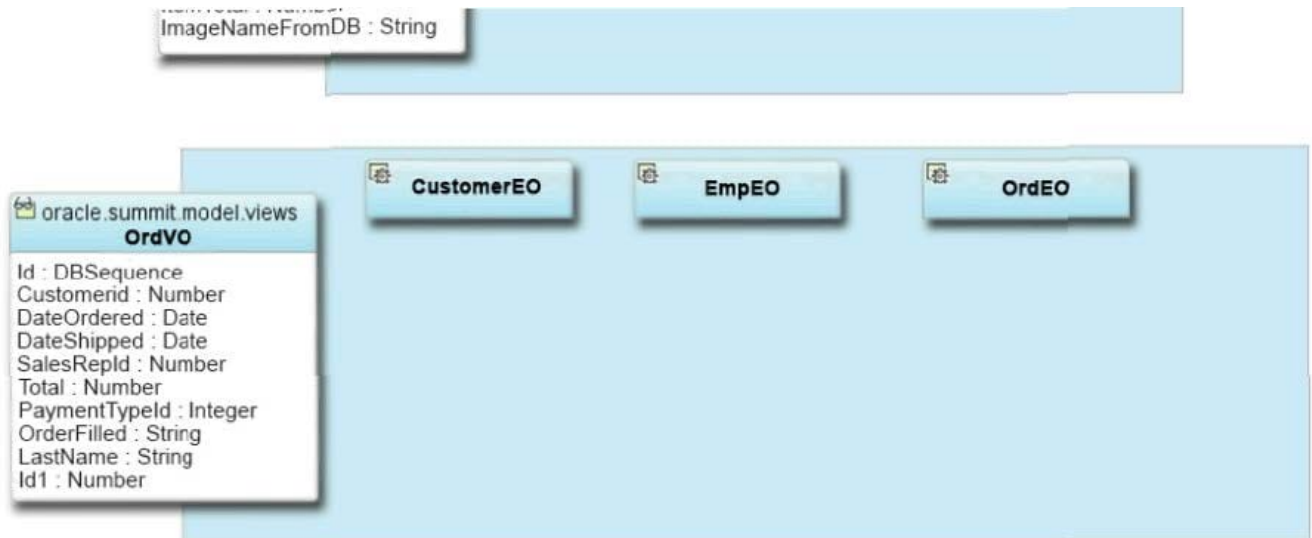 ImageNameFromDB : String
CustomerEO
EmpEO
OrdEO
oracle.summit.model.views
OrdVO
Id : DBSequence
Customerid : Number
DateOrdered : Date
DateShipped : Date
SalesRepId : Number
Total : Number
PaymentTypeId : Integer
OrderFilled : String
LastName : String
Id1 : Number